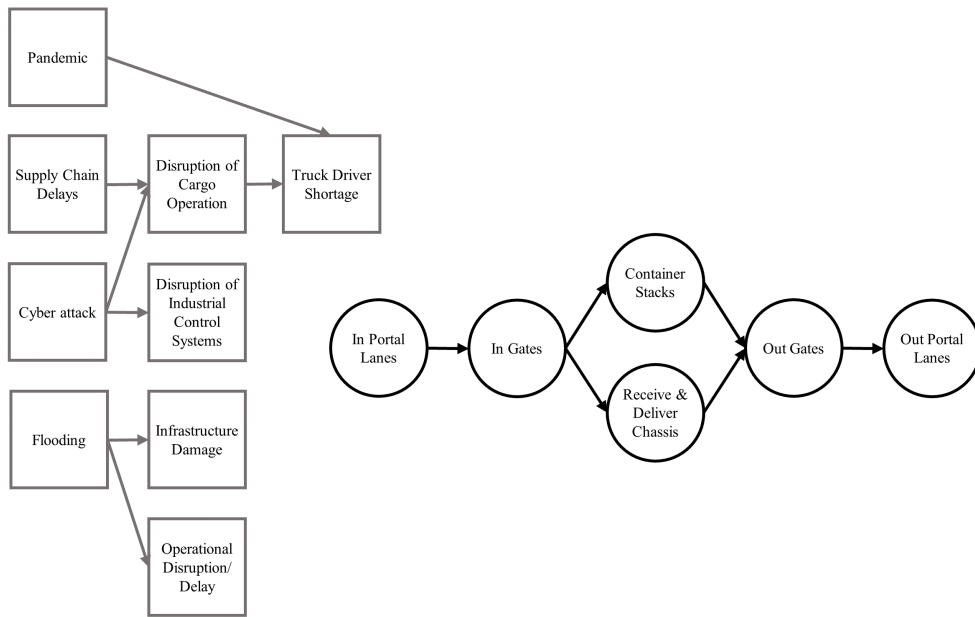 Pandemic
Supply Chain
Delays
Disruption of
Cargo
Operation
Truck Driver
Shortage
Cyber attack
Disruption of
Industrial
Control
Systems
Flooding
Infrastructure
Damage
Operational
Disruption/
Delay
In Portal
Lanes
In Gates
Container
Stacks
Receive &
Deliver
Chassis
Out Gates
Out Portal
Lanes